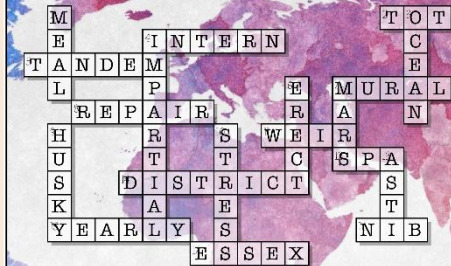 M TOT
E INTERN C
TANDEM E
L P E MURAL
REPAIR R A N
H R S WEIR
U T T C SPA
S DISTRICT S
K A E T
YEARLY S NIB
ESSEX